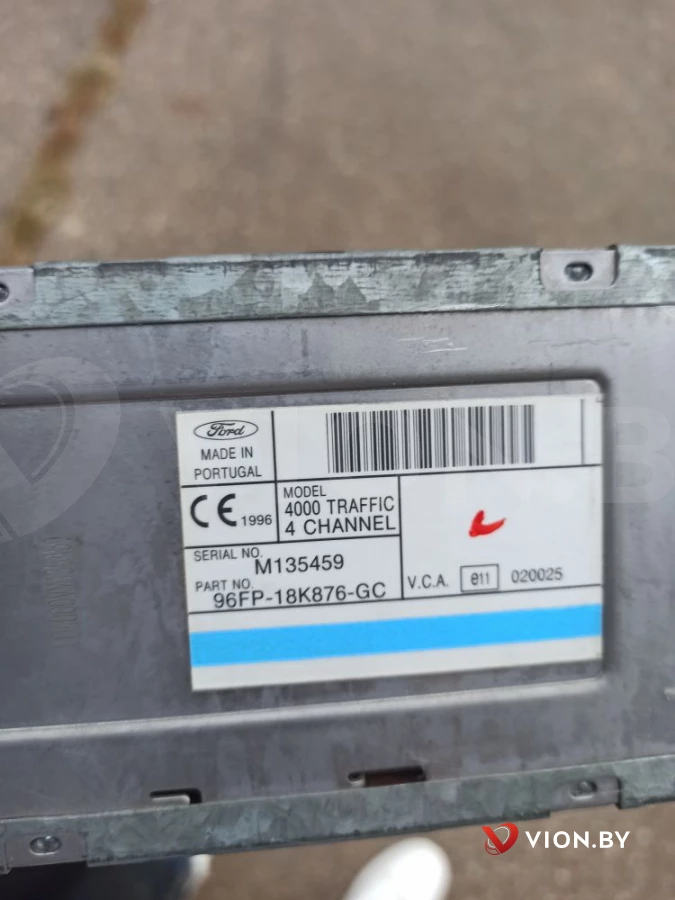 Ford
MADE IN
PORTUGAL
CE 1996
MODEL
4000 TRAFFIC
4 CHANNEL
SERIAL NO.
M135459
PART NO.
96FP-18K876-GC
V.C.A. e11 020025
VION.BY